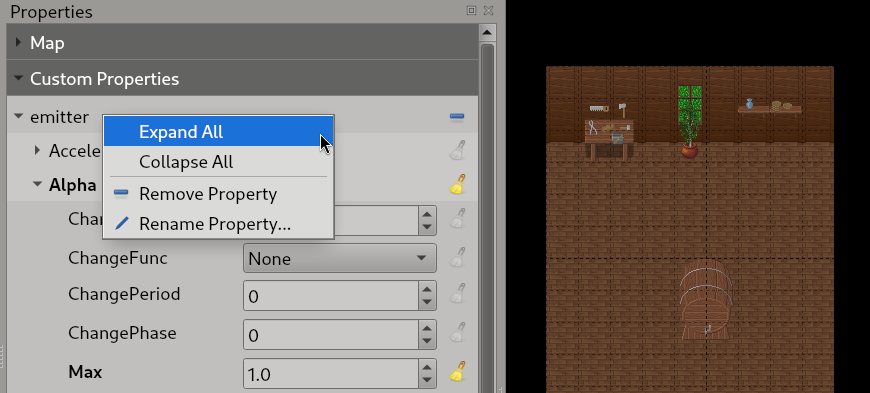 Properties
Map
Custom Properties
emitter
Expand All
Accele
Collapse All
Alpha
Remove Property
Rename Property...
ChangeFunc
None
ChangePeriod
0
ChangePhase
0
Max
1.0